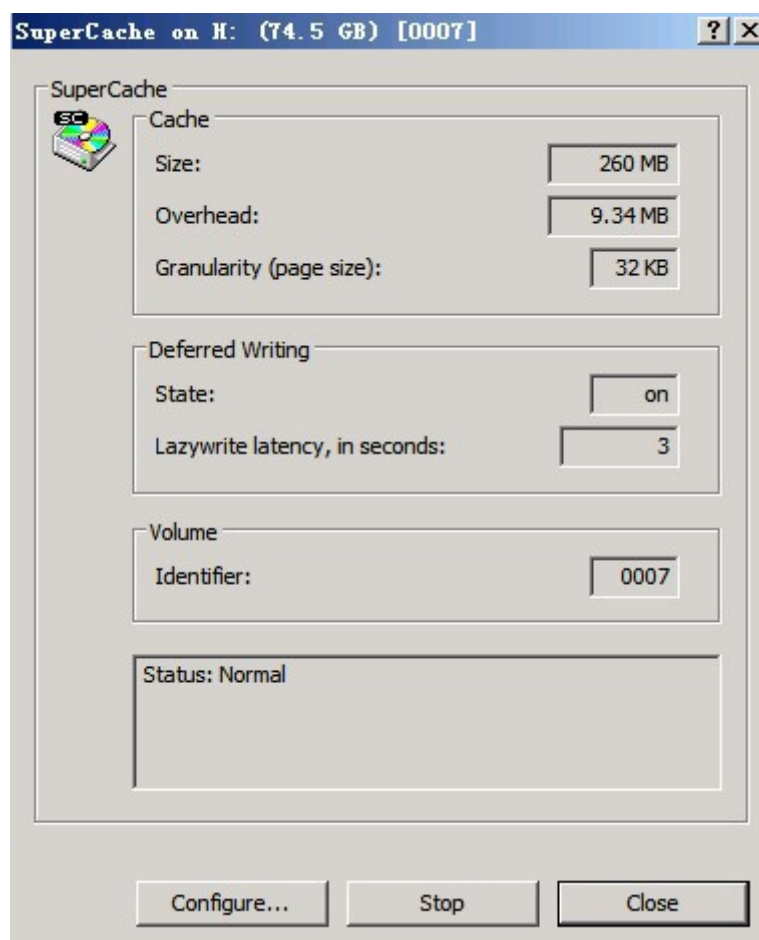 SuperCache on H: (74.5 GB) [0007]
SuperCache
SC
Cache
Size: 260 MB
Overhead: 9.34 MB
Granularity (page size): 32 KB
Deferred Writing
State: on
Lazywrite latency, in seconds: 3
Volume
Identifier: 0007
Status: Normal
Configure... Stop Close